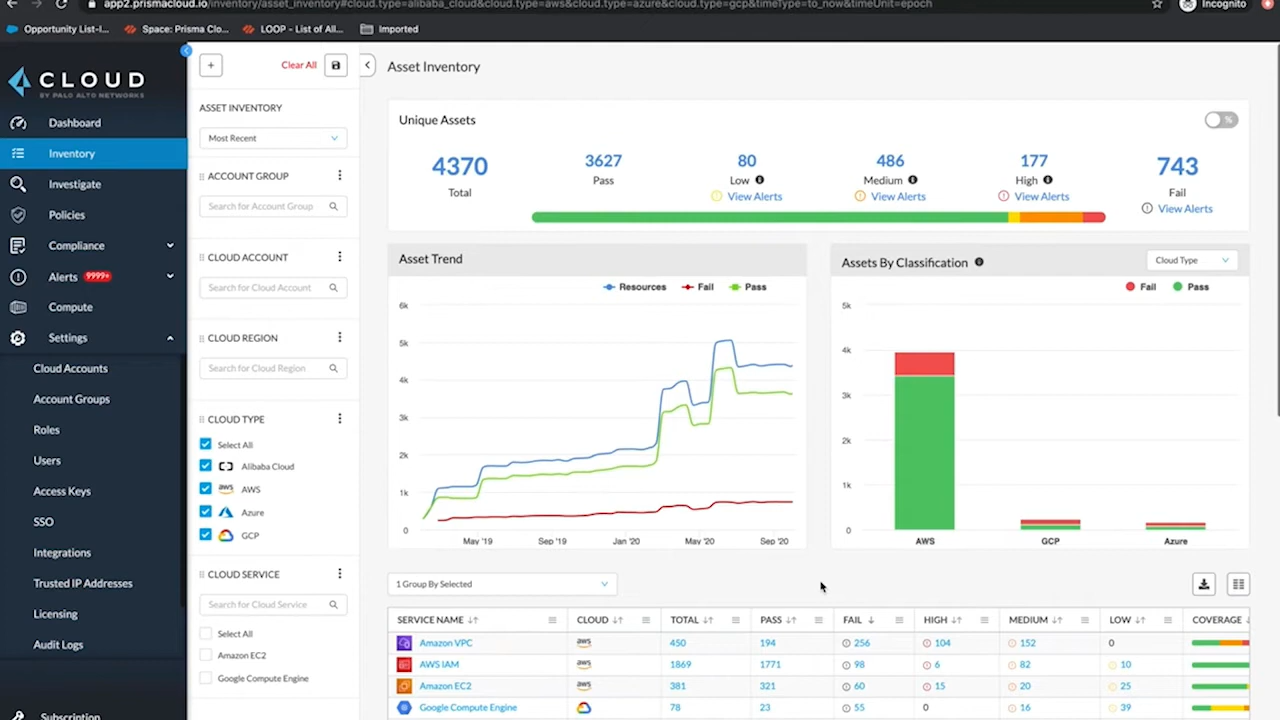 app2.prismacloud.io/inventory/asset_inventory#cloud.type=alibaba_cloud&cloud.type=aws&cloud.type=azure&cloud.type=gcp&timeType=to_now&timeUnit=epoch
Incognito
Opportunity List-I...
Space: Prisma Clo...
LOOP - List of All...
Imported
CLOUD
BY PALO ALTO NETWORKS
Dashboard
Inventory
Investigate
Policies
Compliance
Alerts 9999+
Compute
Settings
Cloud Accounts
Account Groups
Roles
Users
Access Keys
SSO
Integrations
Trusted IP Addresses
Licensing
Audit Logs
Subscription
+
Clear All
ASSET INVENTORY
Most Recent
ACCOUNT GROUP
Search for Account Group
CLOUD ACCOUNT
Search for Cloud Account
CLOUD REGION
Search for Cloud Region
CLOUD TYPE
Select All
Alibaba Cloud
aws AWS
Azure
GCP
CLOUD SERVICE
Search for Cloud Service
Select All
Amazon EC2
Google Compute Engine
Asset Inventory
Unique Assets
%
4370
Total
3627
Pass
80
Low
View Alerts
486
Medium
View Alerts
177
High
View Alerts
743
Fail
View Alerts
Asset Trend
Resources Fail Pass
6k
5k
4k
3k
2k
1k
0
May '19 Sep '19 Jan '20 May '20 Sep '20
Assets By Classification
Cloud Type
Fail Pass
5k
4k
3k
2k
1k
0
AWS GCP Azure
1 Group By Selected
SERVICE NAME CLOUD TOTAL PASS FAIL HIGH MEDIUM LOW COVERAGE
Amazon VPC aws 450 194 256 104 152 0
AWS IAM aws 1869 1771 98 6 82 10
Amazon EC2 aws 381 321 60 15 20 25
Google Compute Engine 78 23 55 0 16 39